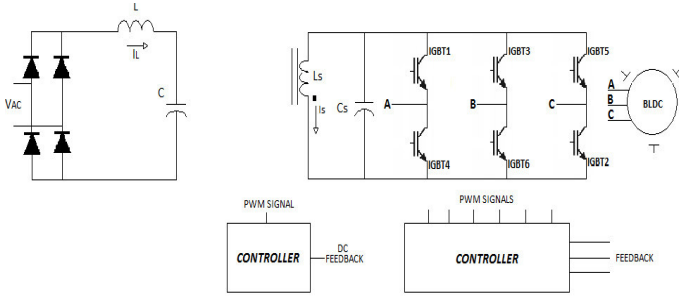 L
IL
VAC
C
Ls
Is
Cs
IGBT1
IGBT3
IGBT5
A
B
C
IGBT4
IGBT6
IGBT2
A
B
C
BLDC
PWM SIGNAL
CONTROLLER
DC
FEEDBACK
PWM SIGNALS
CONTROLLER
FEEDBACK